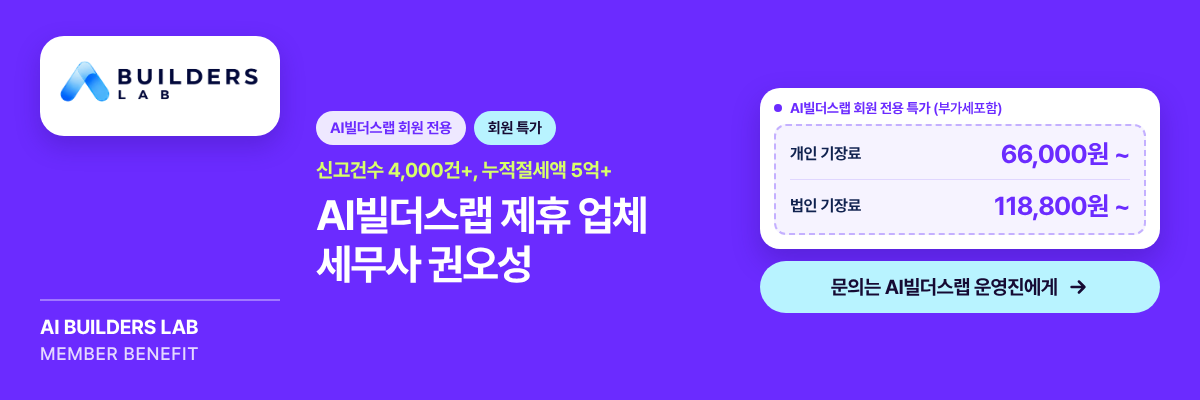 BUILDERS
LAB
AI BUILDERS LAB
MEMBER BENEFIT
AI빌더스랩 회원 전용
회원 특가
신고건수 4,000건+, 누적절세액 5억+
AI빌더스랩 제휴 업체
세무사 권오성
AI빌더스랩 회원 전용 특가 (부가세포함)
개인 기장료 66,000원 ~
법인 기장료 118,800원 ~
문의는 AI빌더스랩 운영진에게 →